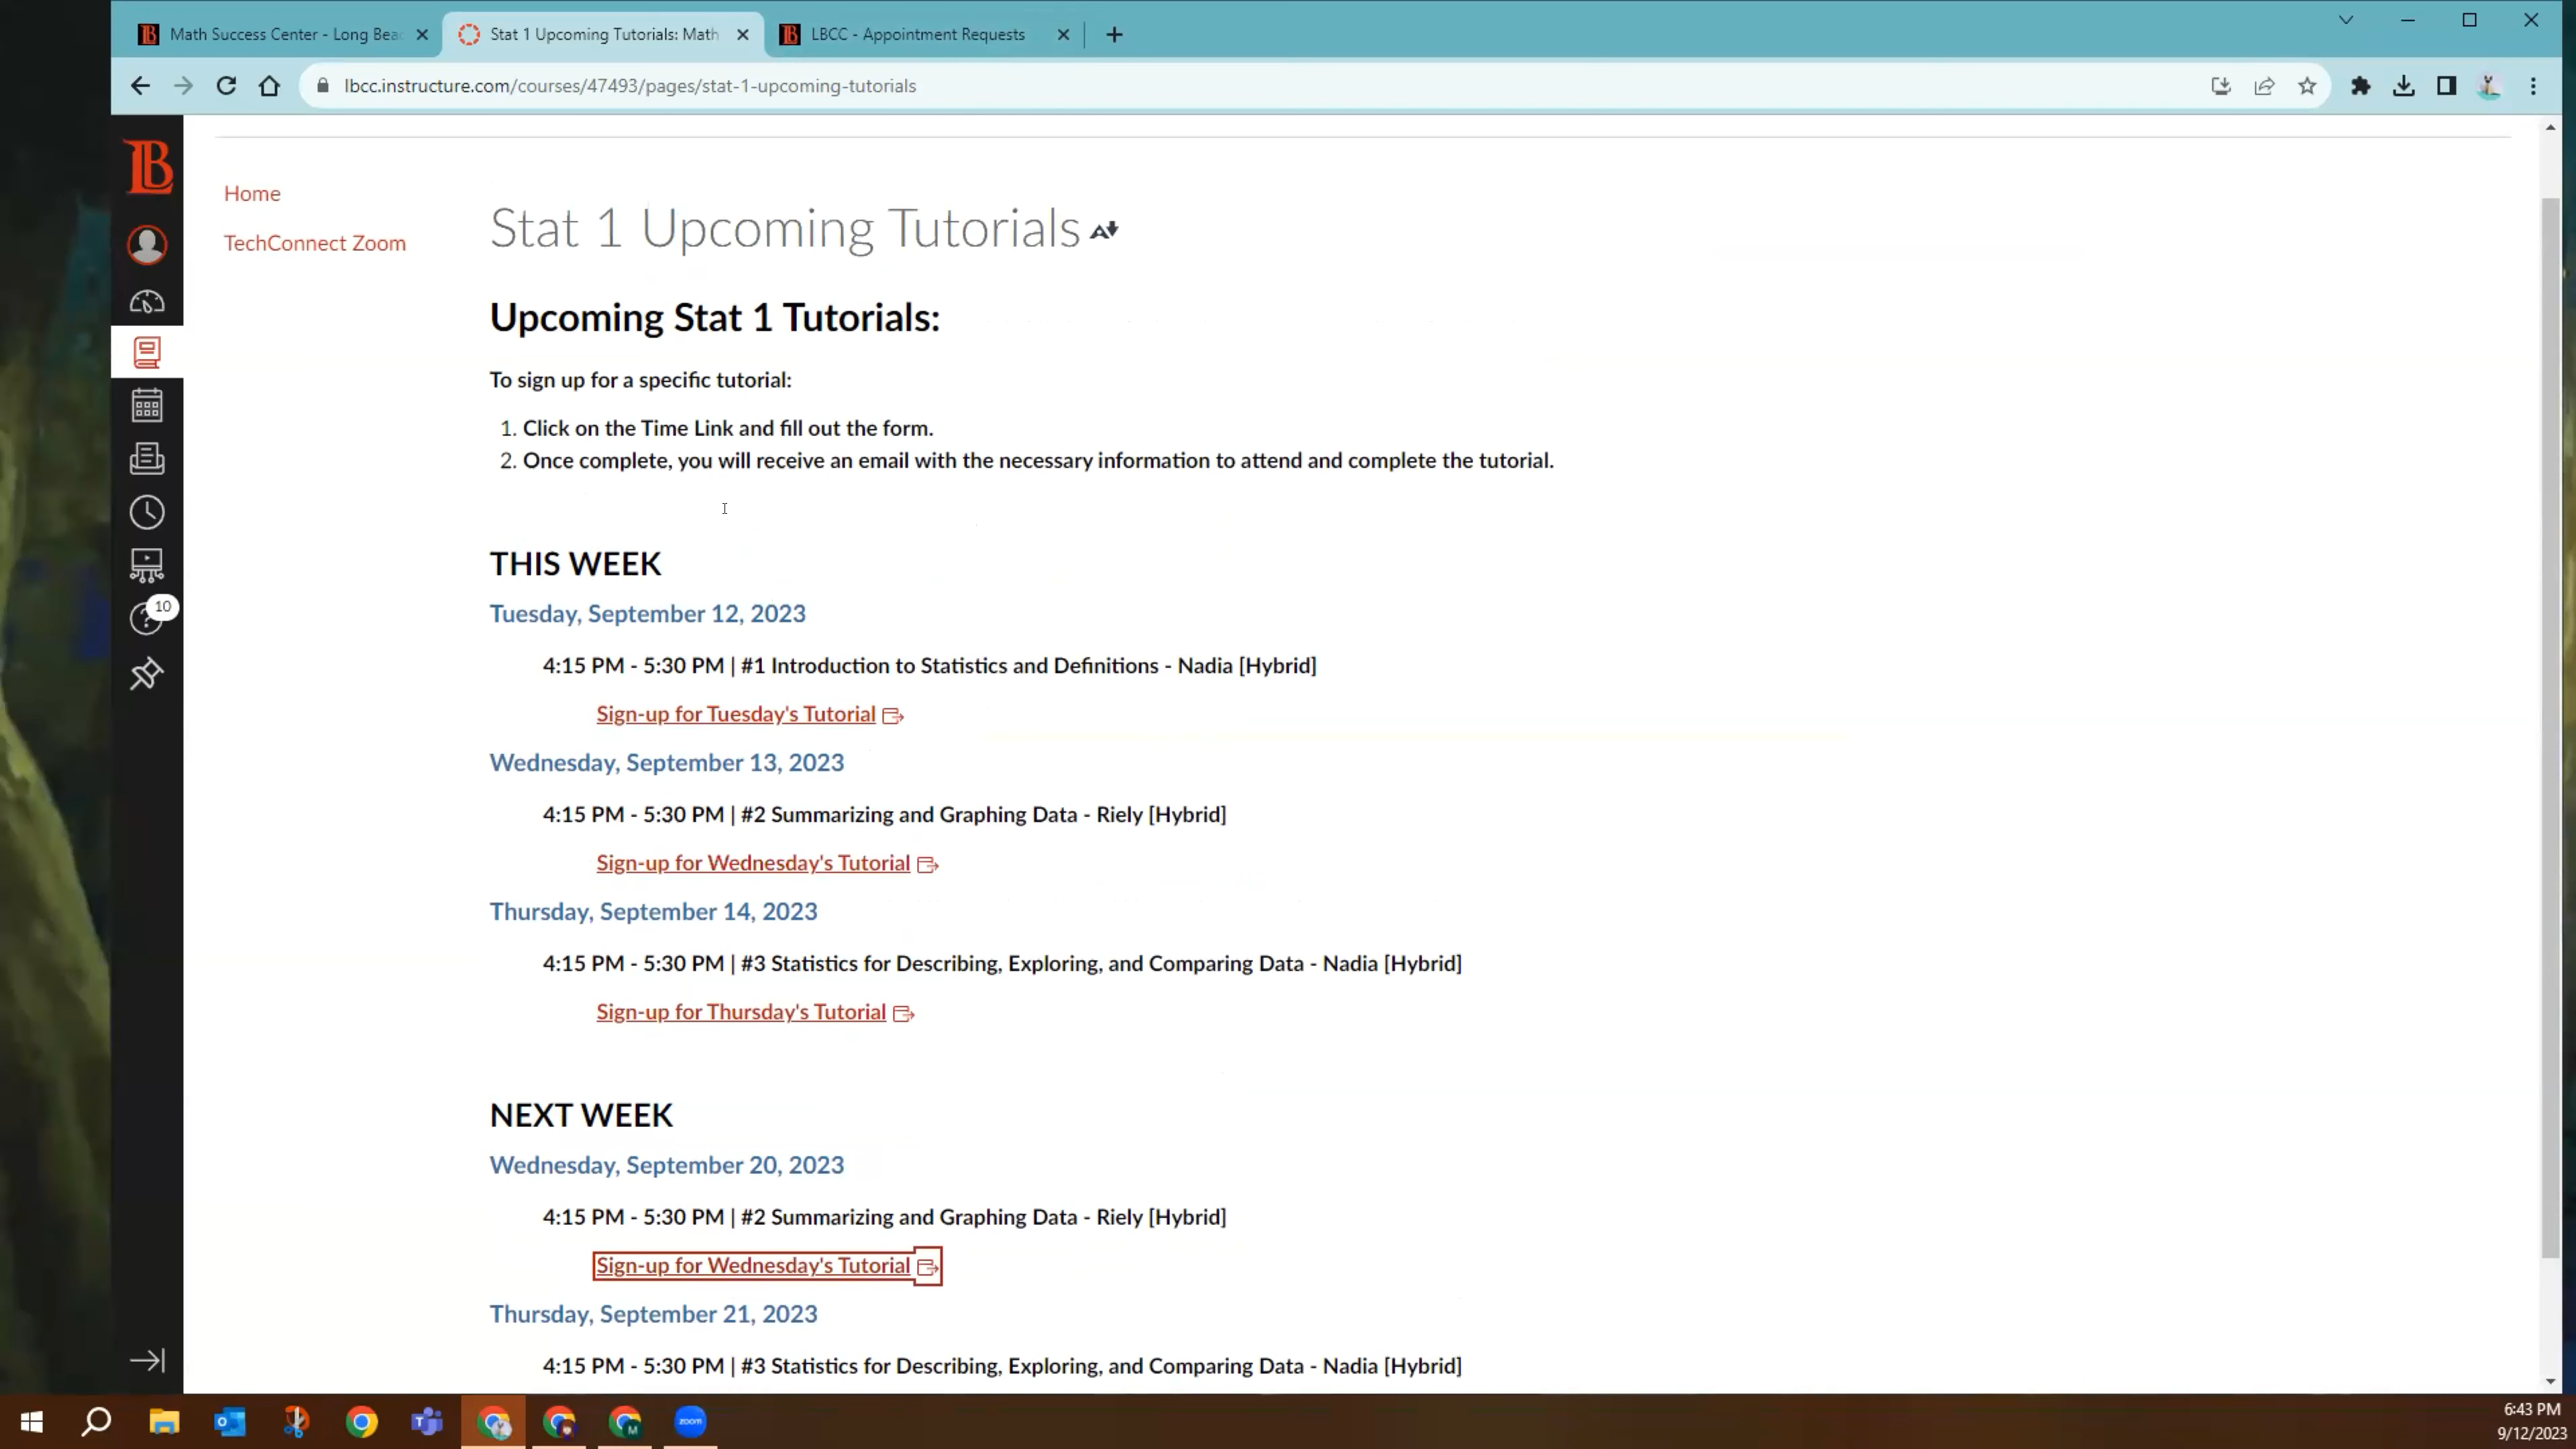 Math Success Center - Long Bea
Stat 1 Upcoming Tutorials: Math
LBCC - Appointment Requests
lbcc.instructure.com/courses/47493/pages/stat-1-upcoming-tutorials
LB
Home
TechConnect Zoom
10
Stat 1 Upcoming Tutorials
Upcoming Stat 1 Tutorials:
To sign up for a specific tutorial:
1. Click on the Time Link and fill out the form.
2. Once complete, you will receive an email with the necessary information to attend and complete the tutorial.
THIS WEEK
Tuesday, September 12, 2023
4:15 PM - 5:30 PM | #1 Introduction to Statistics and Definitions - Nadia [Hybrid]
Sign-up for Tuesday's Tutorial
Wednesday, September 13, 2023
4:15 PM - 5:30 PM | #2 Summarizing and Graphing Data - Riely [Hybrid]
Sign-up for Wednesday's Tutorial
Thursday, September 14, 2023
4:15 PM - 5:30 PM | #3 Statistics for Describing, Exploring, and Comparing Data - Nadia [Hybrid]
Sign-up for Thursday's Tutorial
NEXT WEEK
Wednesday, September 20, 2023
4:15 PM - 5:30 PM | #2 Summarizing and Graphing Data - Riely [Hybrid]
Sign-up for Wednesday's Tutorial
Thursday, September 21, 2023
4:15 PM - 5:30 PM | #3 Statistics for Describing, Exploring, and Comparing Data - Nadia [Hybrid]
zoom
6:43 PM
9/12/2023